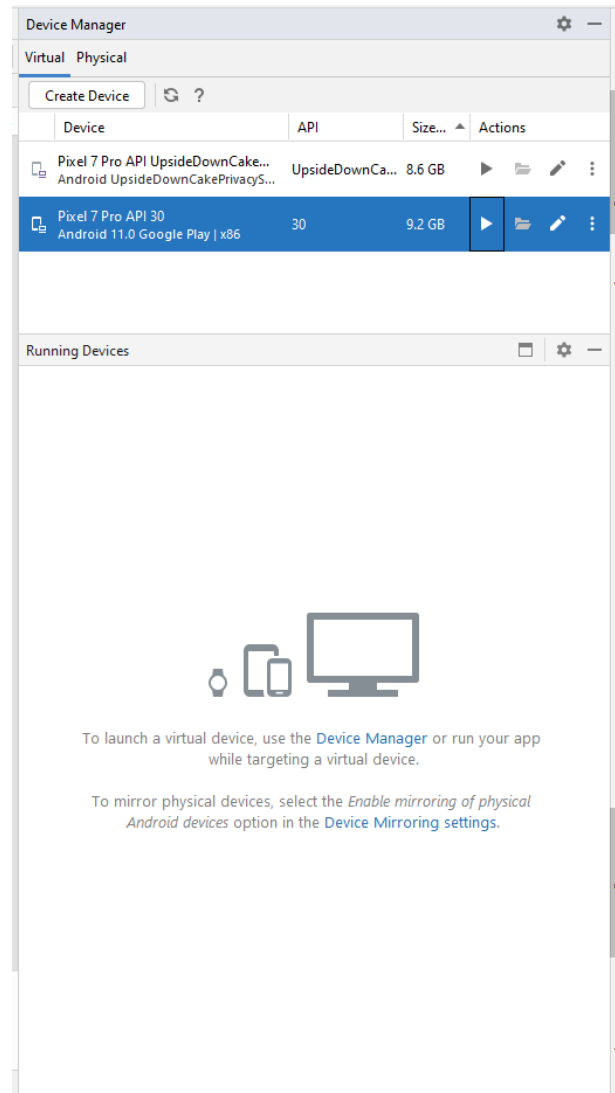 Device Manager
Virtual Physical
Create Device ?
Device API Size... Actions
Pixel 7 Pro API UpsideDownCake...
Android UpsideDownCakePrivacyS...
UpsideDownCa... 8.6 GB
Pixel 7 Pro API 30
Android 11.0 Google Play | x86
30 9.2 GB
Running Devices
To launch a virtual device, use the Device Manager or run your app
while targeting a virtual device.
To mirror physical devices, select the Enable mirroring of physical
Android devices option in the Device Mirroring settings.